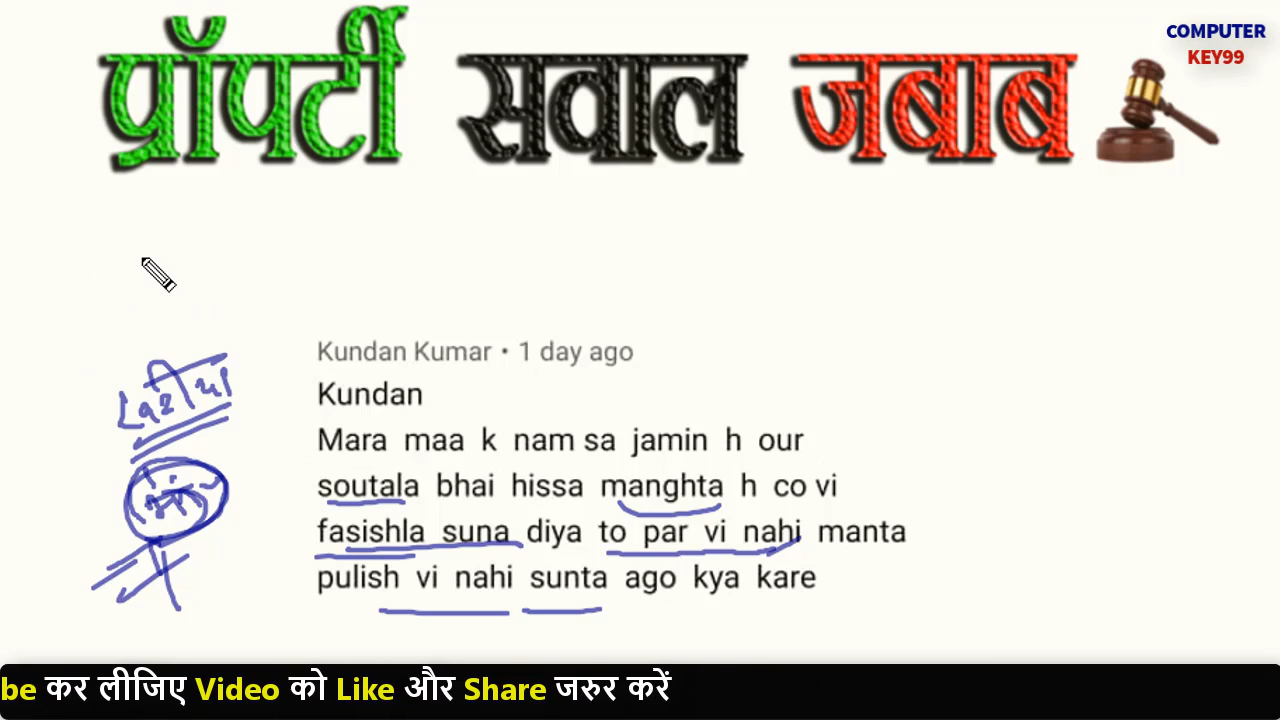 प्रॉपर्टी सवाल जबाब
COMPUTER
KEY99
Kundan Kumar • 1 day ago
Kundan
Mara maa k nam sa jamin h our
soutala bhai hissa manghta h co vi
fasishla suna diya to par vi nahi manta
pulish vi nahi sunta ago kya kare
be कर लीजिए Video को Like और Share जरुर करें